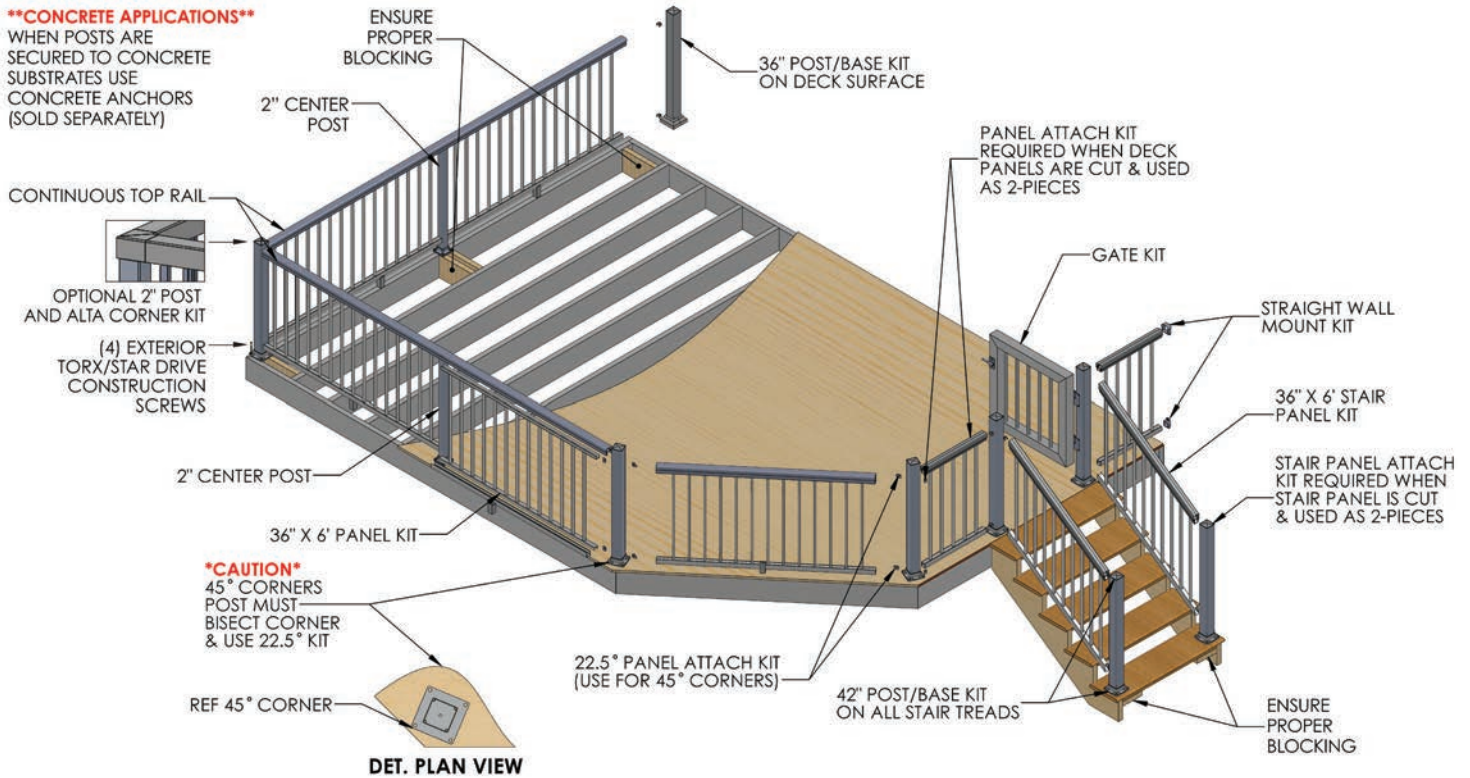 **CONCRETE APPLICATIONS**
WHEN POSTS ARE
SECURED TO CONCRETE
SUBSTRATES USE
CONCRETE ANCHORS
(SOLD SEPARATELY)
ENSURE
PROPER
BLOCKING
36" POST/BASE KIT
ON DECK SURFACE
2" CENTER
POST
PANEL ATTACH KIT
REQUIRED WHEN DECK
PANELS ARE CUT & USED
AS 2-PIECES
CONTINUOUS TOP RAIL
GATE KIT
OPTIONAL 2" POST
AND ALTA CORNER KIT
STRAIGHT WALL
MOUNT KIT
(4) EXTERIOR
TORX/STAR DRIVE
CONSTRUCTION
SCREWS
36" X 6' STAIR
PANEL KIT
2" CENTER POST
STAIR PANEL ATTACH
KIT REQUIRED WHEN
STAIR PANEL IS CUT
& USED AS 2-PIECES
36" X 6' PANEL KIT
*CAUTION*
45° CORNERS
POST MUST
BISECT CORNER
& USE 22.5° KIT
22.5° PANEL ATTACH KIT
(USE FOR 45° CORNERS)
42" POST/BASE KIT
ON ALL STAIR TREADS
ENSURE
PROPER
BLOCKING
REF 45° CORNER
DET. PLAN VIEW